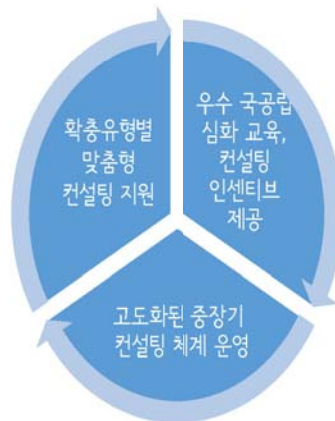 확충유형별
맞춤형
컨설팅 지원
우수 국공립
심화 교육,
컨설팅
인센티브
제공
고도화된 중장기
컨설팅 체계 운영